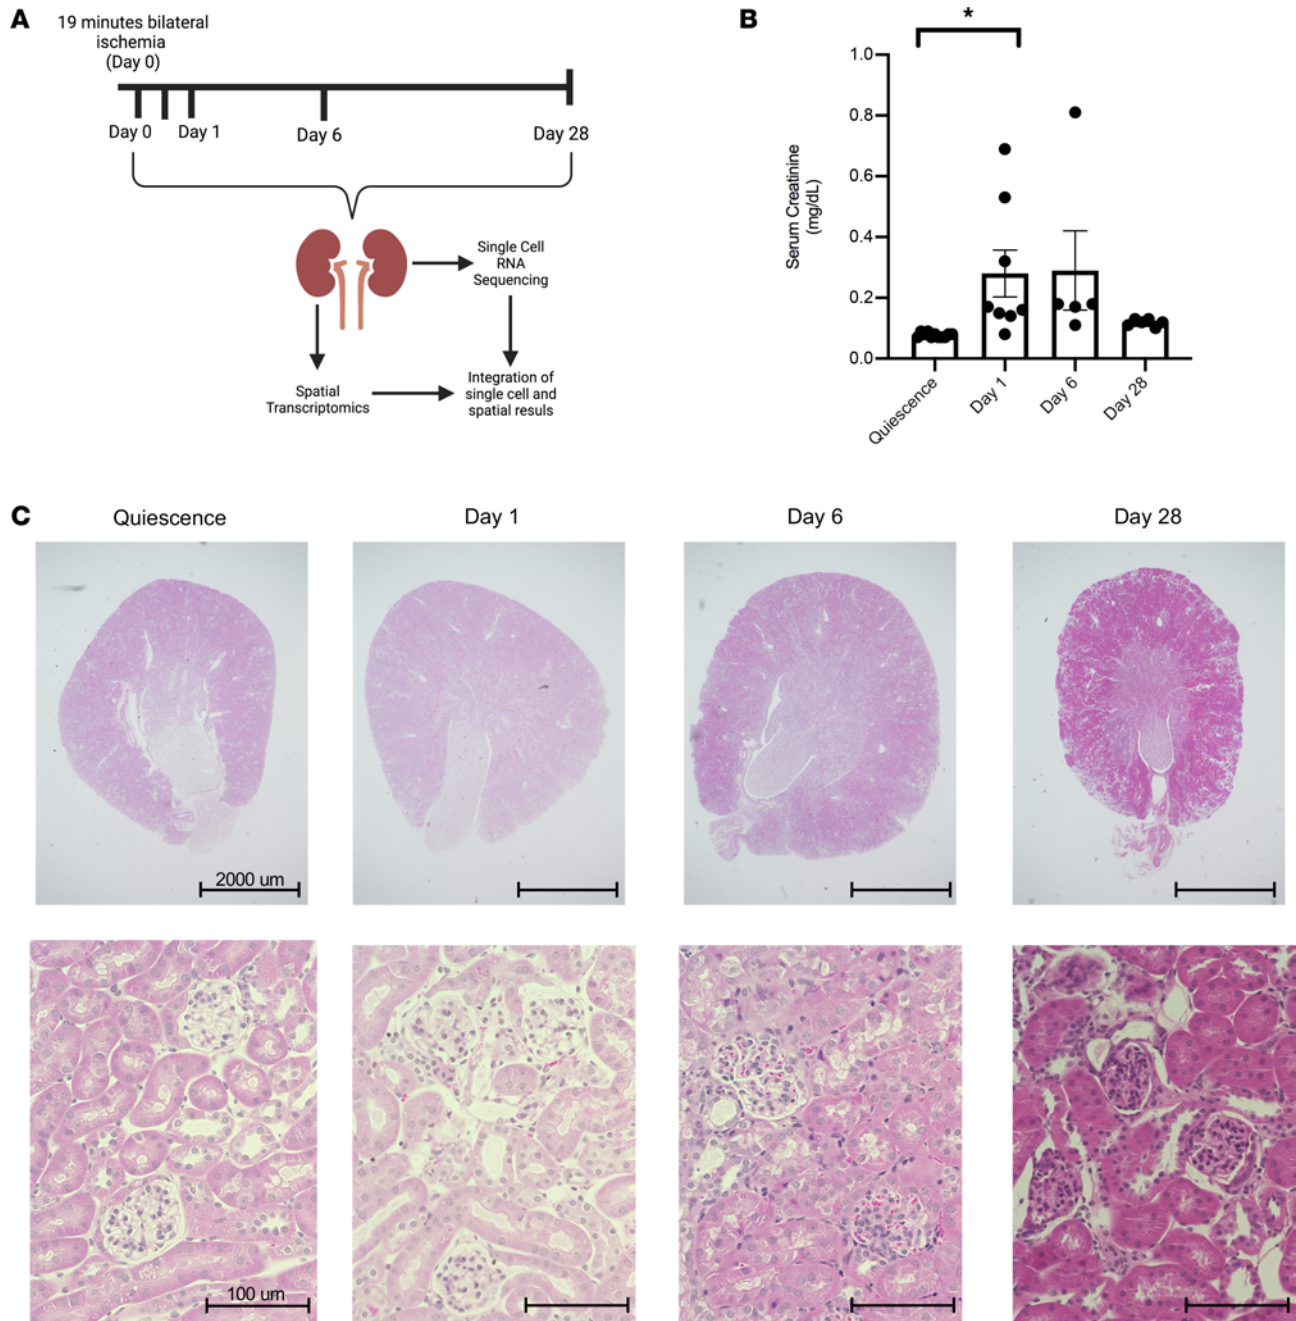 A
19 minutes bilateral
ischemia
(Day 0)
Day 0
Day 1
Day 6
Day 28
Single Cell
RNA
Sequencing
Spatial
Transcriptomics
Integration of
single cell and
spatial resuls
B
*
Serum Creatinine
(mg/dL)
1.0
0.8
0.6
0.4
0.2
0.0
Quiescence
Day 1
Day 6
Day 28
C
Quiescence
Day 1
Day 6
Day 28
2000 um
100 um